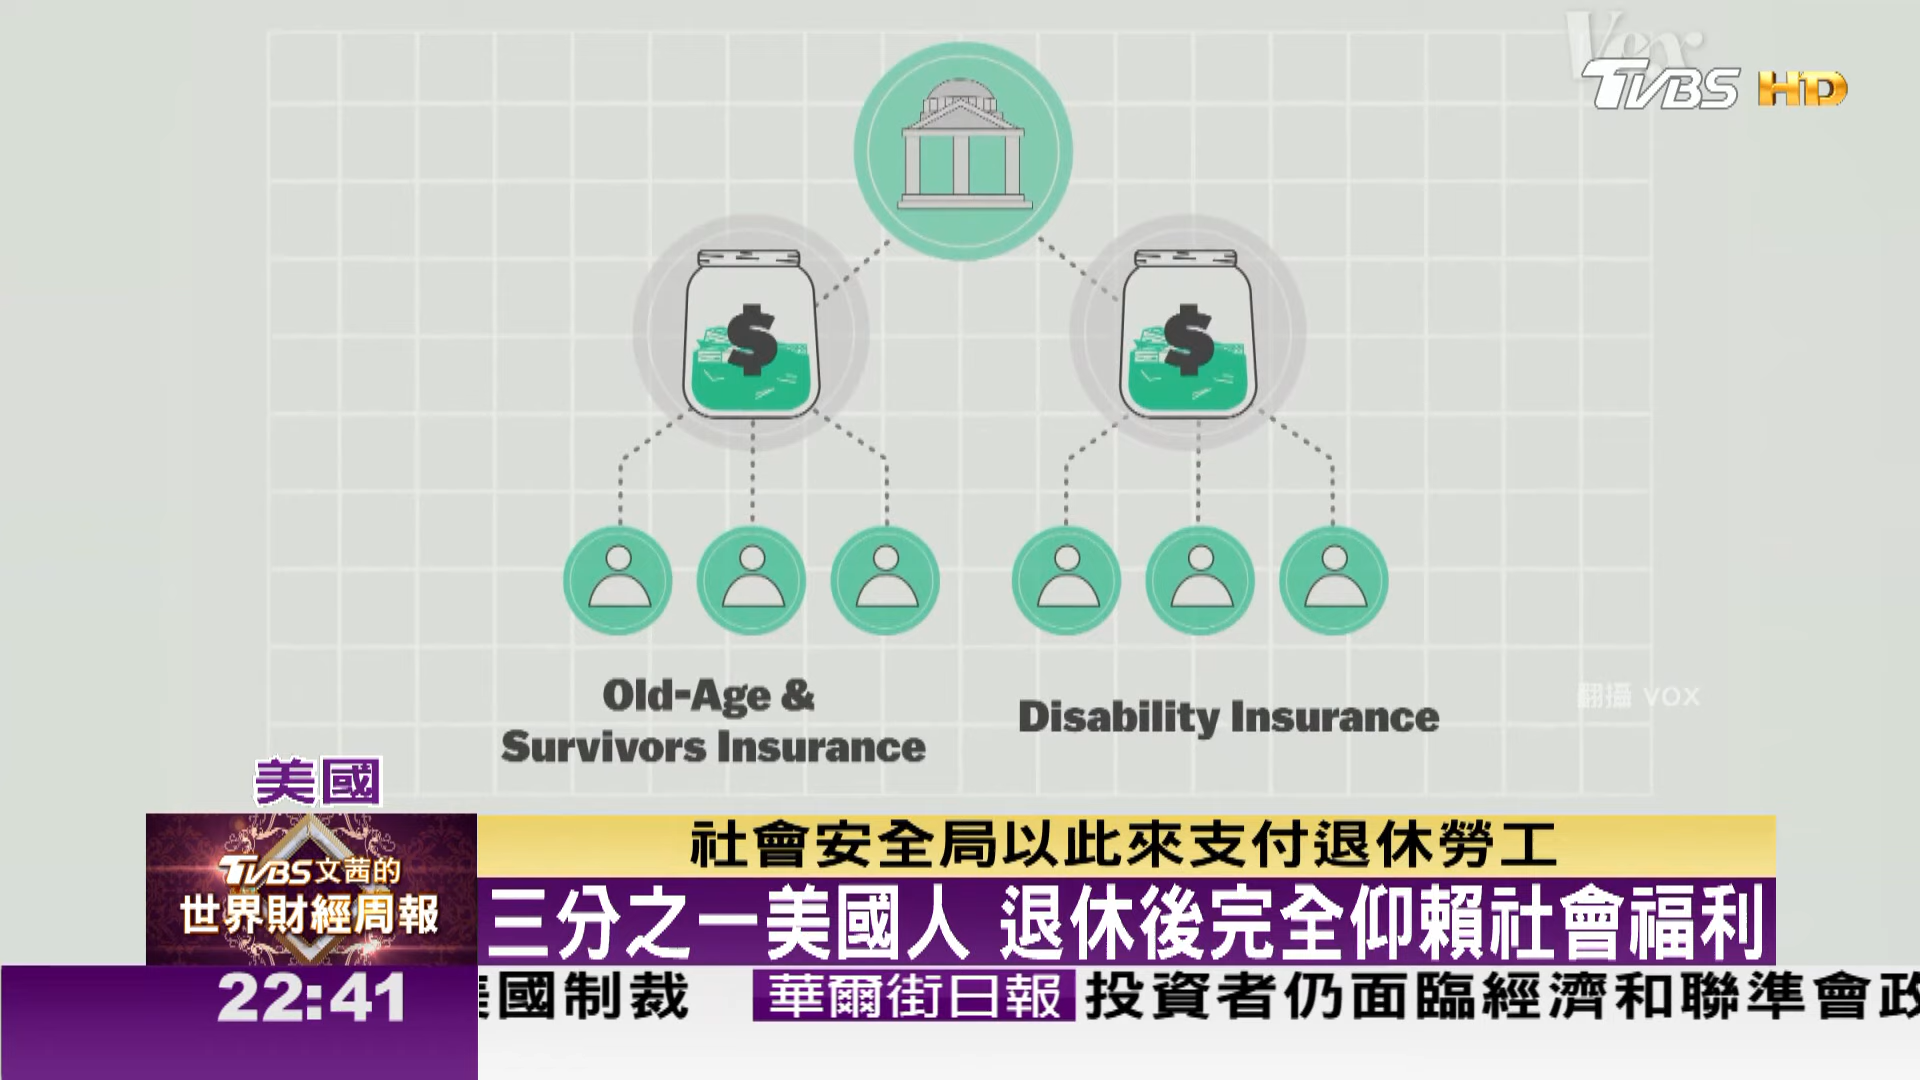 Vox
TVBS HD
Old-Age &
Survivors Insurance
Disability Insurance
翻攝 VOX
美國
TVBS 文茜的
世界財經周報
社會安全局以此來支付退休勞工
三分之一美國人 退休後完全仰賴社會福利
22:41
美國制裁 華爾街日報 投資者仍面臨經濟和聯準會政